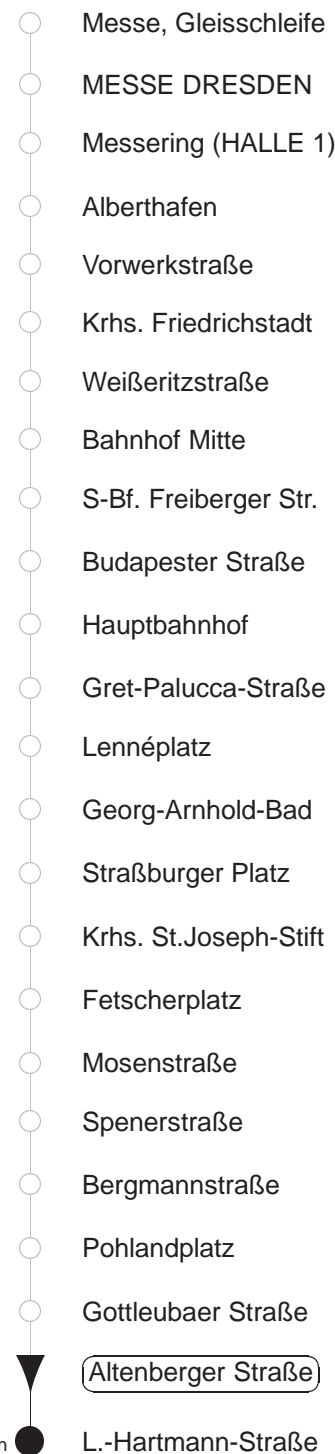 Messe, Gleisschleife
MESSE DRESDEN
Messering (HALLE 1)
Alberthafen
Vorwerkstraße
Krhs. Friedrichstadt
Weißeritzstraße
Bahnhof Mitte
S-Bf. Freiberger Str.
Budapester Straße
Hauptbahnhof
Gret-Palucca-Straße
Lennéplatz
Georg-Arnhold-Bad
Straßburger Platz
Krhs. St.Joseph-Stift
Fetscherplatz
Mosenstraße
Spenerstraße
Bergmannstraße
Pohlandplatz
Gottleubaer Straße
Altenberger Straße
L.-Hartmann-Straße